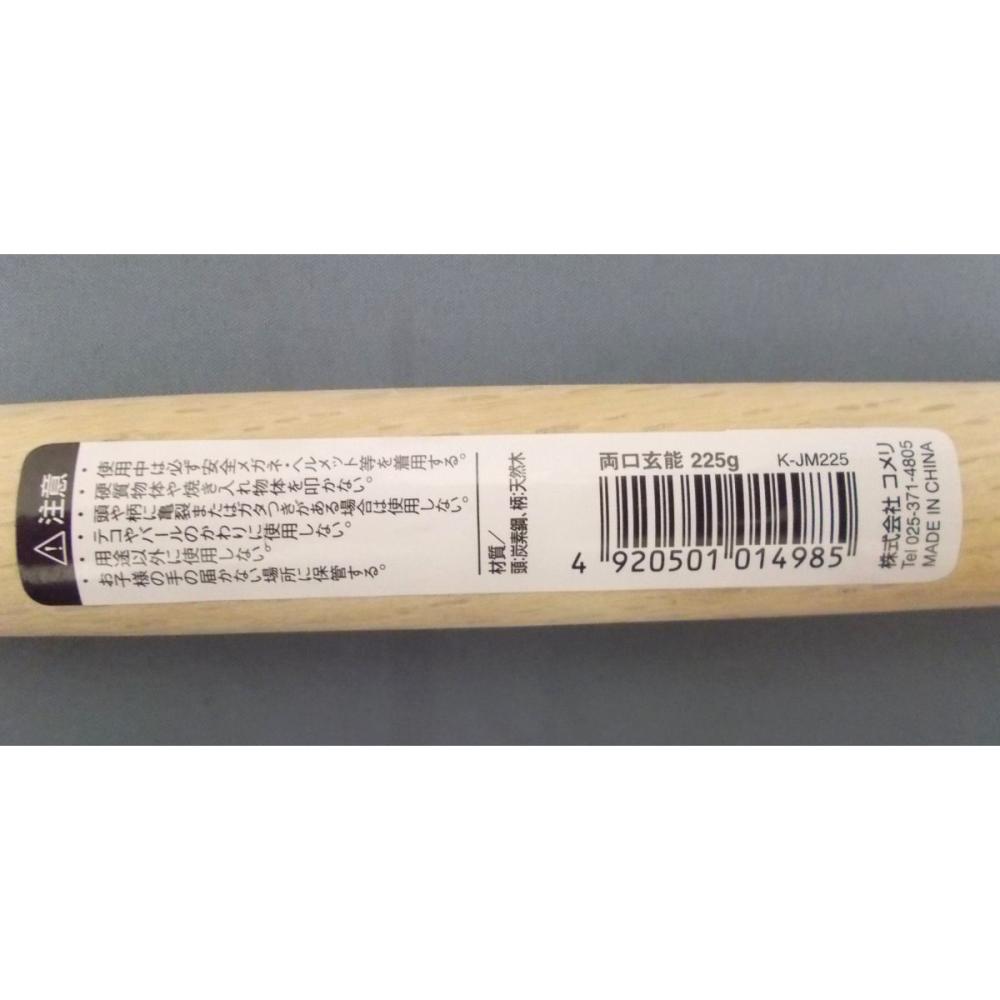 注意
・使用中は必ず安全メガネ・ヘルメット等を着用する。
・硬質物体や焼き入れ物体を叩かない。
・頭や柄に亀裂またはガタつきがある場合は使用しない。
・テコやバールのかわりに使用しない。
・用途以外に使用しない。
・お子様の手の届かない場所に保管する。
材質/
頭:炭素鋼、柄:天然木
両口玄能 225g K-JM225
4 920501 014985
株式会社 コメリ
Tel 025-371-4805
MADE IN CHINA